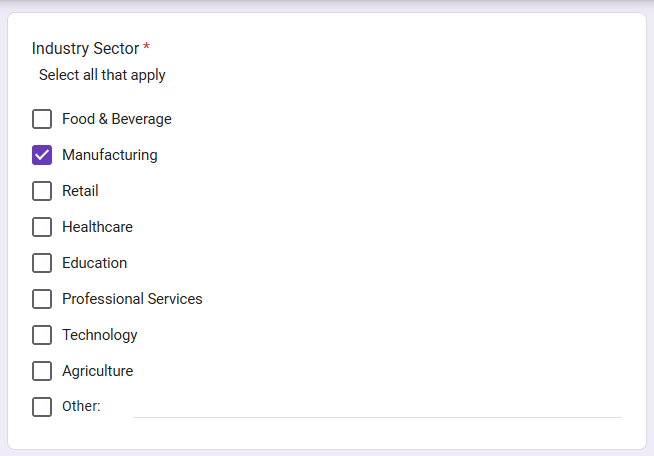 Industry Sector *
Select all that apply
Food & Beverage
Manufacturing
Retail
Healthcare
Education
Professional Services
Technology
Agriculture
Other: